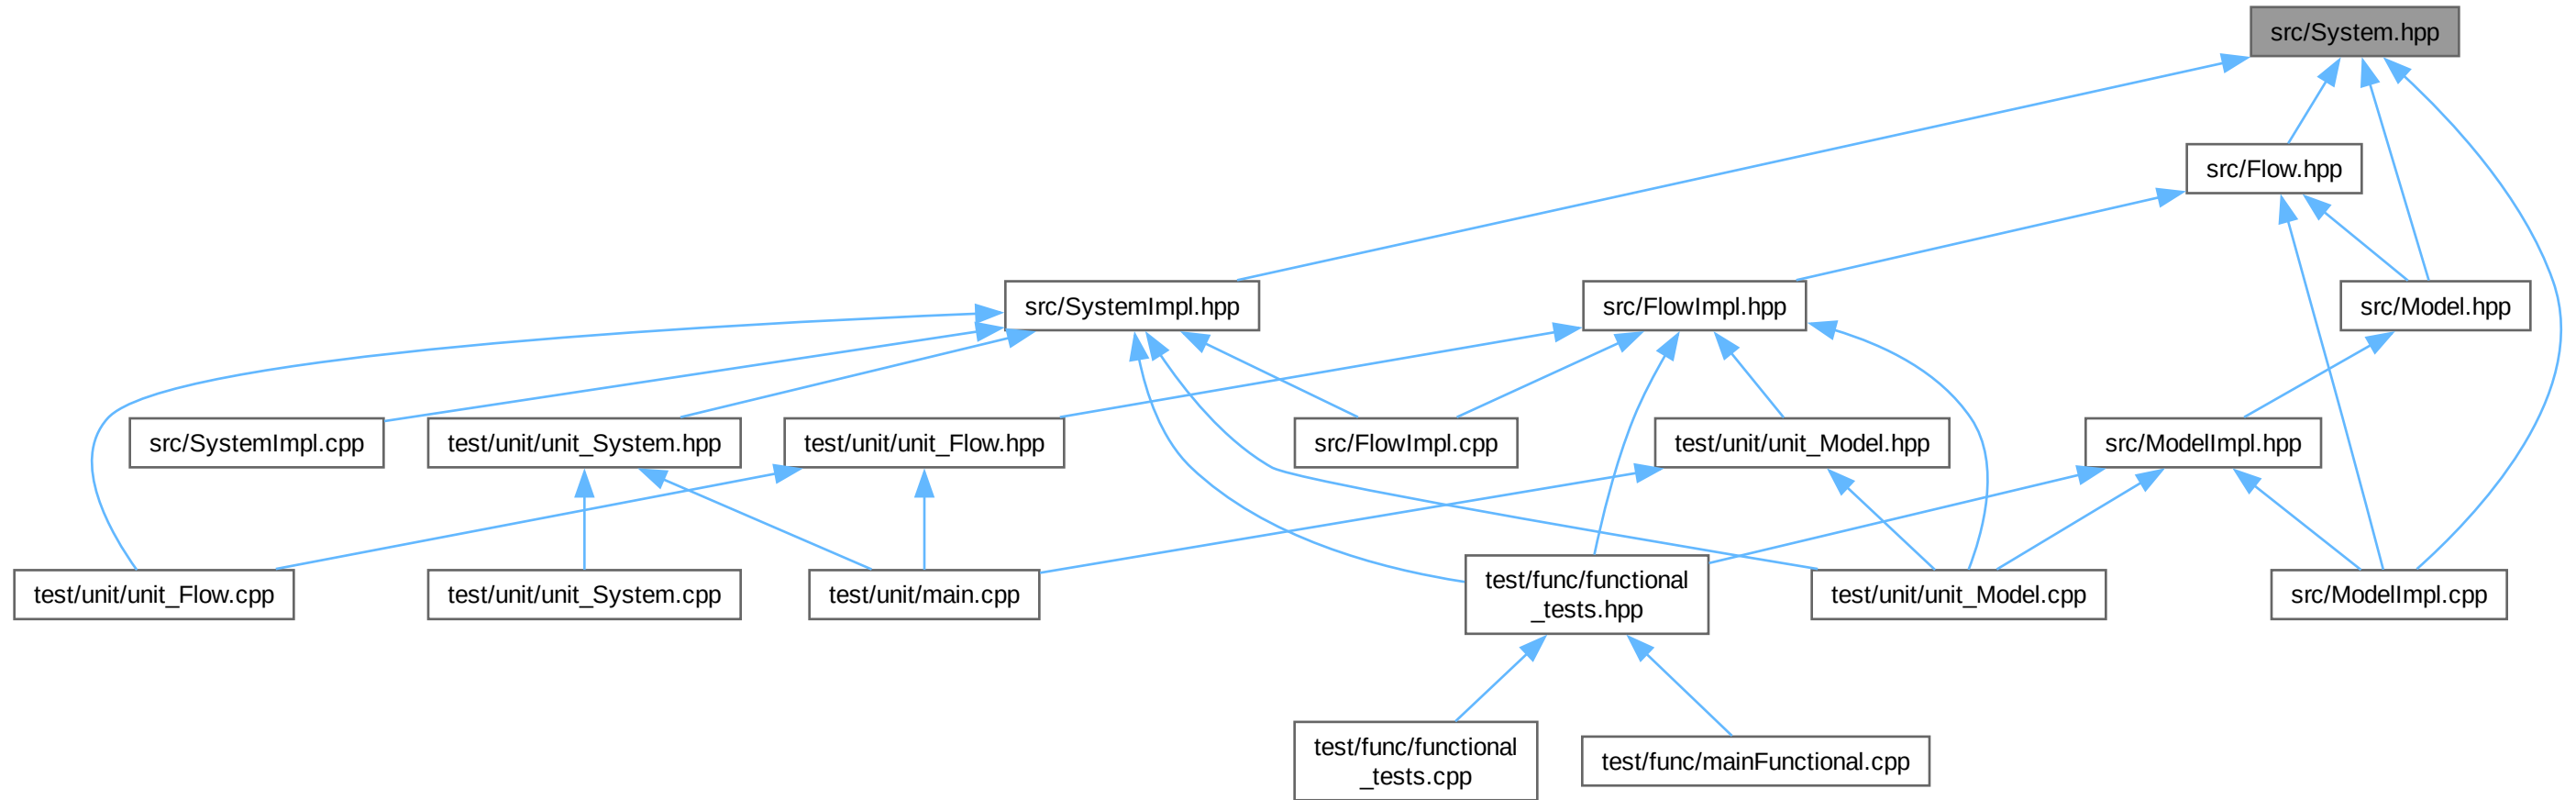 src/System.hpp
src/Flow.hpp
src/SystemImpl.hpp
src/FlowImpl.hpp
src/Model.hpp
src/SystemImpl.cpp
test/unit/unit_System.hpp
test/unit/unit_Flow.hpp
src/FlowImpl.cpp
test/unit/unit_Model.hpp
src/ModelImpl.hpp
test/unit/unit_Flow.cpp
test/unit/unit_System.cpp
test/unit/main.cpp
test/func/functional
_tests.hpp
test/unit/unit_Model.cpp
src/ModelImpl.cpp
test/func/functional
_tests.cpp
test/func/mainFunctional.cpp